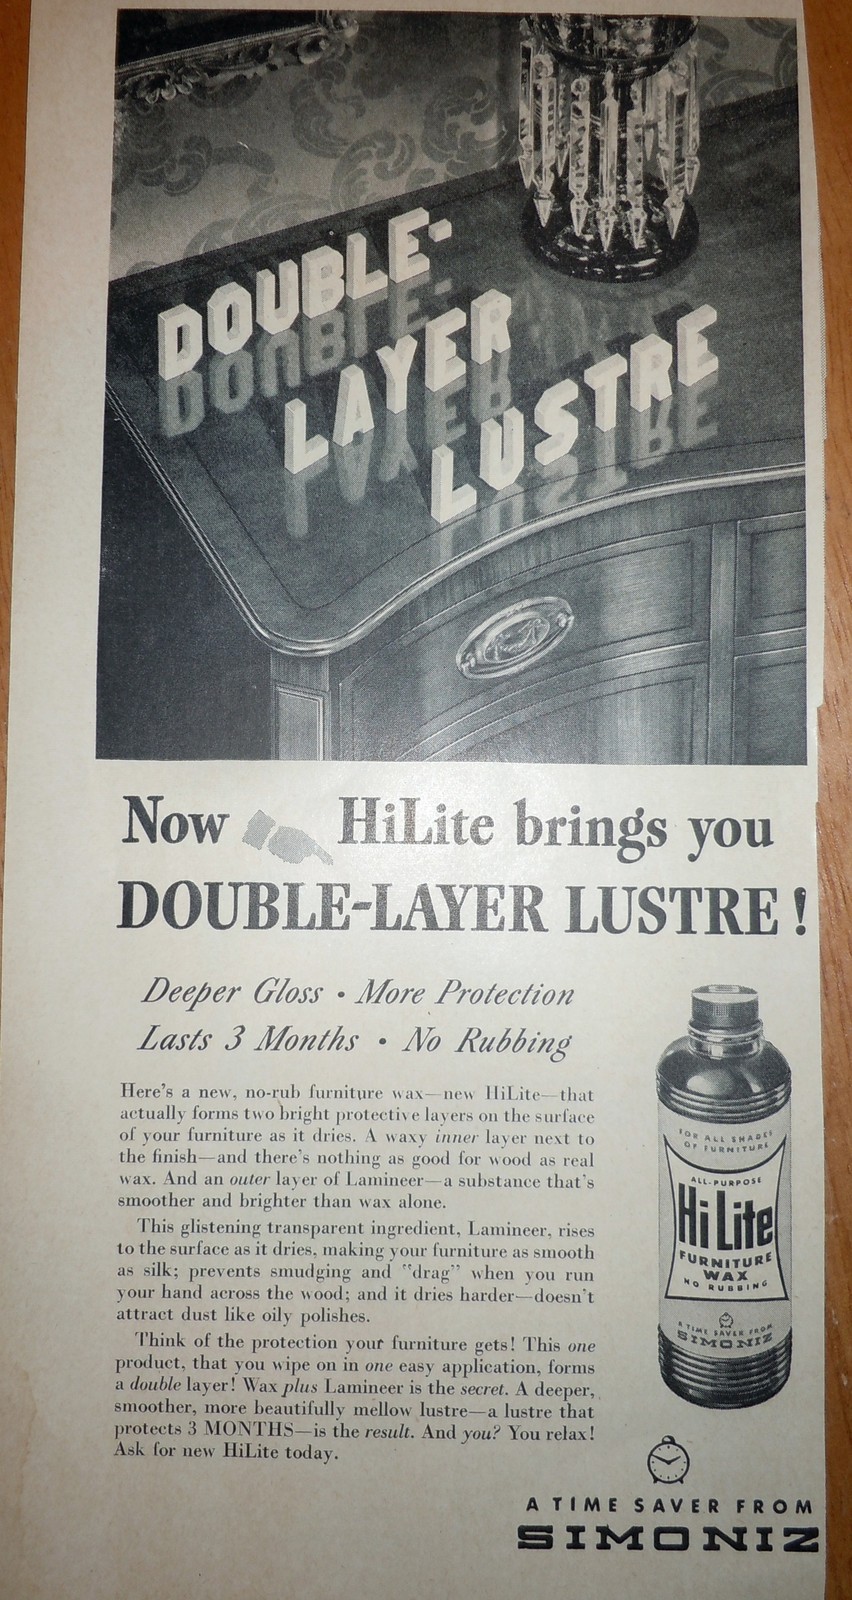 DOUBLE-
LAYER
LUSTRE
Now HiLite brings you
DOUBLE-LAYER LUSTRE!
Deeper Gloss • More Protection
Lasts 3 Months • No Rubbing
Here's a new, no-rub furniture wax—new HiLite—that
actually forms two bright protective layers on the surface
of your furniture as it dries. A waxy inner layer next to
the finish—and there's nothing as good for wood as real
wax. And an outer layer of Lamineer—a substance that's
smoother and brighter than wax alone.
This glistening transparent ingredient, Lamineer, rises
to the surface as it dries, making your furniture as smooth
as silk; prevents smudging and "drag" when you run
your hand across the wood; and it dries harder—doesn't
attract dust like oily polishes.
Think of the protection your furniture gets! This one
product, that you wipe on in one easy application, forms
a double layer! Wax plus Lamineer is the secret. A deeper,
smoother, more beautifully mellow lustre—a lustre that
protects 3 MONTHS—is the result. And you? You relax!
Ask for new HiLite today.
FOR ALL SHADES
OF FURNITURE
ALL-PURPOSE
HiLite
FURNITURE
WAX
NO RUBBING
A TIME SAVER FROM
SIMONIZ
A TIME SAVER FROM
SIMONIZ